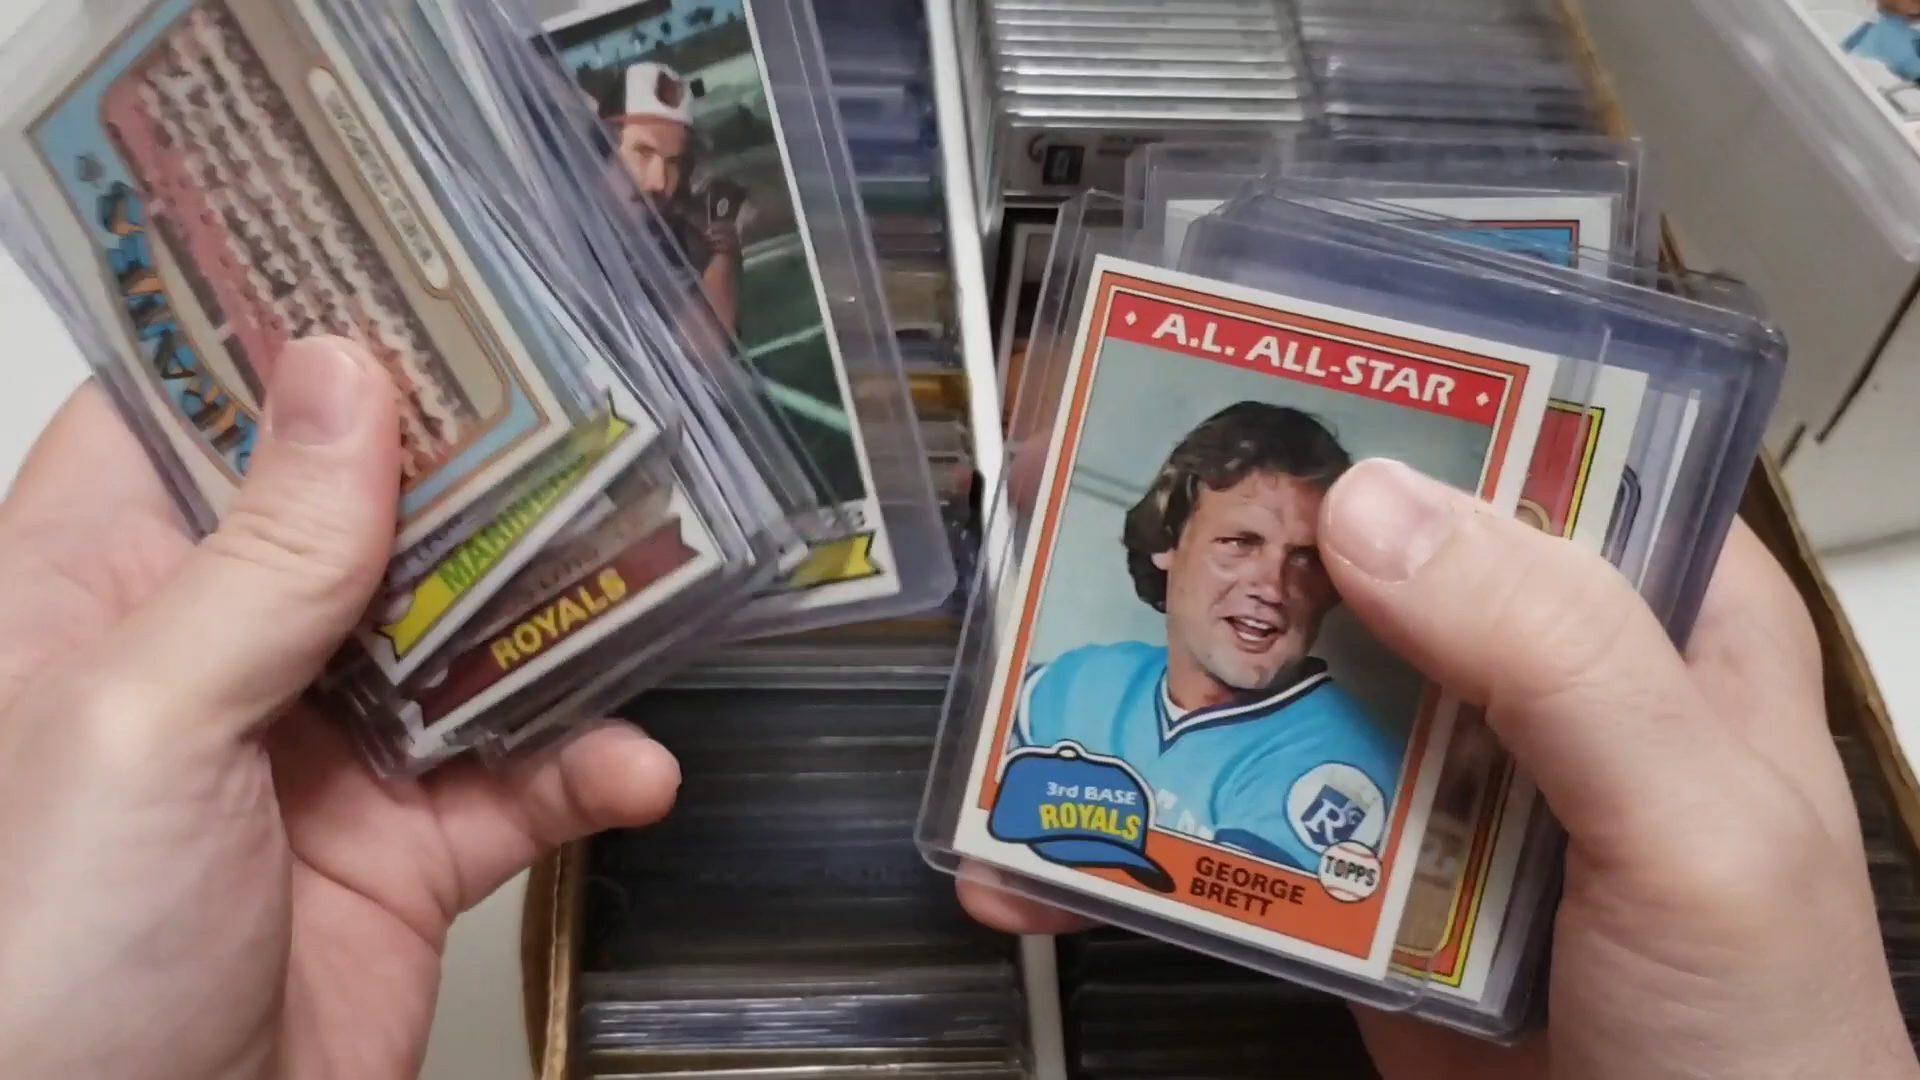 A.L. ALL-STAR
3rd BASE
ROYALS
GEORGE
BRETT
TOPPS
MARINERS
ROYALS